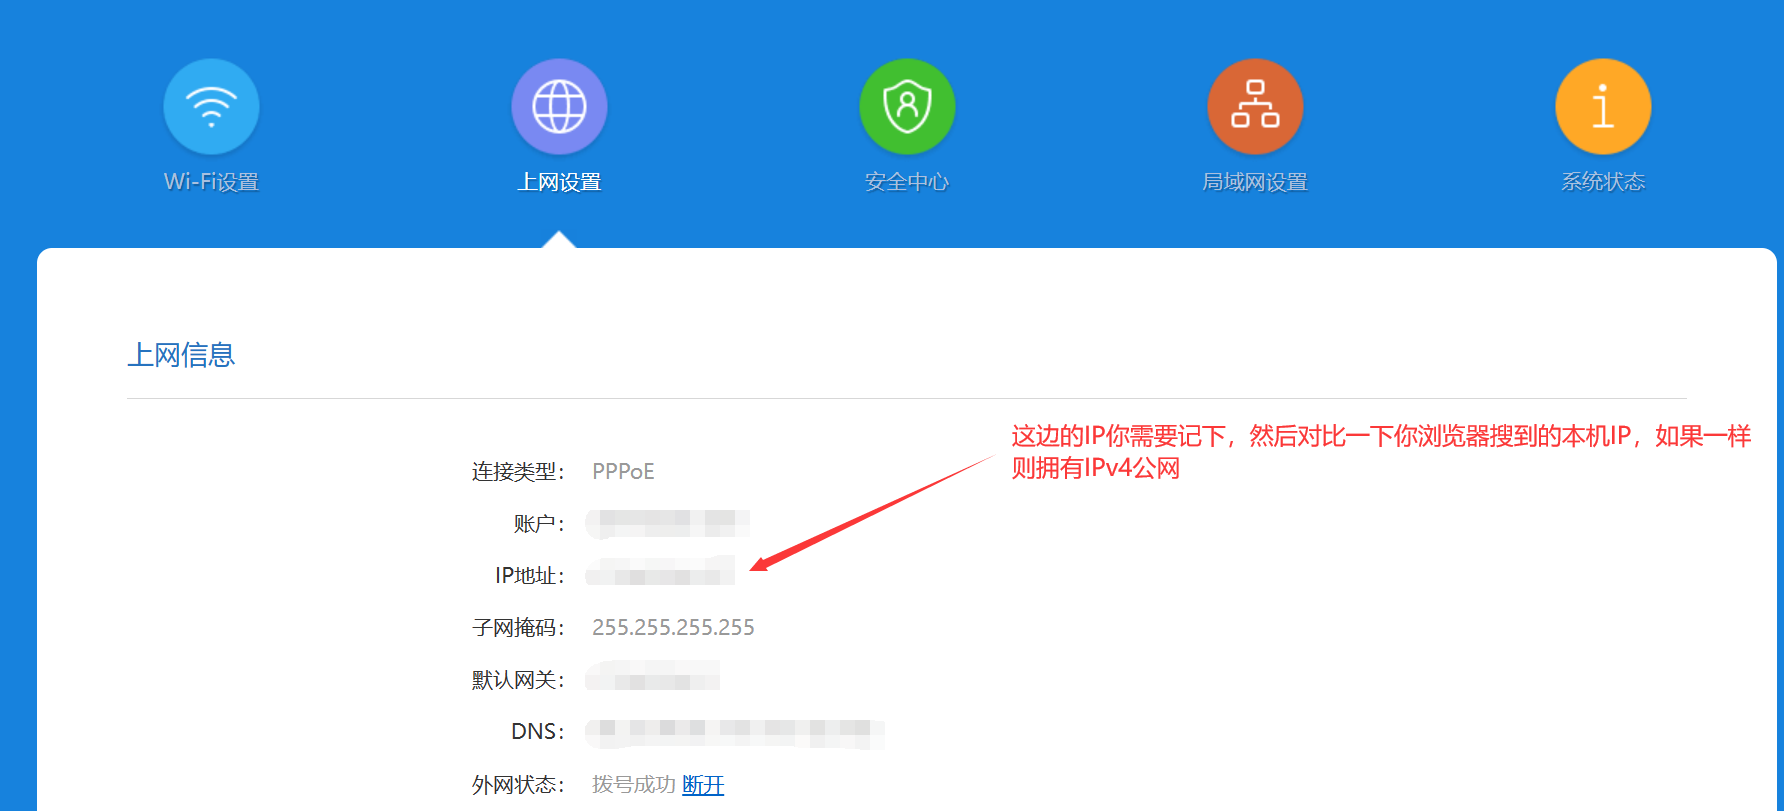 Wi-Fi设置
上网设置
安全中心
局域网设置
系统状态
上网信息
这边的IP你需要记下，然后对比一下你浏览器搜到的本机IP，如果一样
则拥有IPv4公网
连接类型： PPPoE
账户：
IP地址：
子网掩码： 255.255.255.255
默认网关：
DNS：
外网状态： 拨号成功 断开